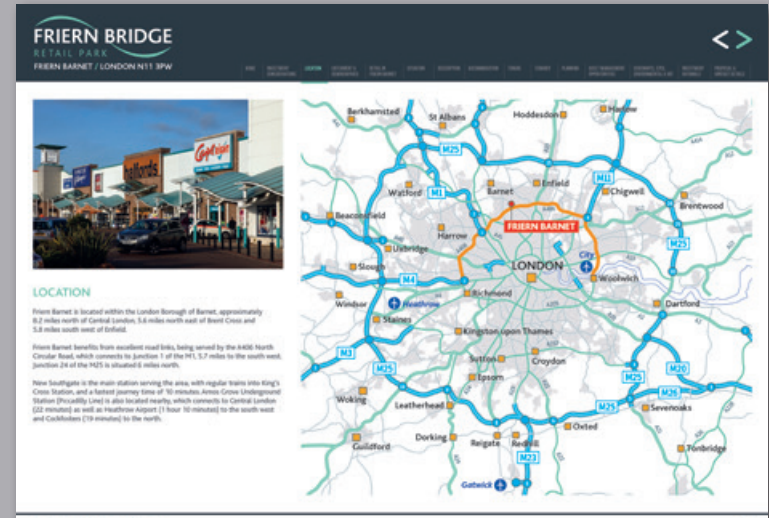 FRIERN BRIDGE
RETAIL PARK
FRIERN BARNET / LONDON N11 3PW
< >
HOME
LOCATION
halfords
Carphone
LOCATION
Friern Barnet is located within the London Borough of Barnet, approximately
8.2 miles north of Central London, 5.6 miles north east of Brent Cross and
5.8 miles south west of Enfield.
Friern Barnet benefits from excellent road links, being served by the A406 North
Circular Road, which connects to Junction 1 of the M1, 5.7 miles to the south west.
Junction 24 of the M25 is situated 6 miles north.
New Southgate is the main station serving the area, with regular trains into King's
Cross Station, and a fastest journey time of 10 minutes. Arnos Grove Underground
Station (Piccadilly Line) is also located nearby, which connects to Central London
(22 minutes) as well as Heathrow Airport (1 hour 10 minutes) to the south west
and Cockfosters (19 minutes) to the north.
Berkhamsted
St Albans
Hoddesdon
Harlow
M25
M11
Watford
M1
Barnet
Enfield
Chigwell
Brentwood
Beaconsfield
Harrow
FRIERN BARNET
M25
Uxbridge
Slough
LONDON
City
M4
Woolwich
Windsor
Heathrow
Richmond
Dartford
Staines
Kingston upon Thames
M3
Sutton
Croydon
M25
Epsom
M25
M20
M26
Woking
Leatherhead
M25
Sevenoaks
Guildford
Dorking
Reigate
Redhill
Oxted
Tonbridge
M23
Gatwick